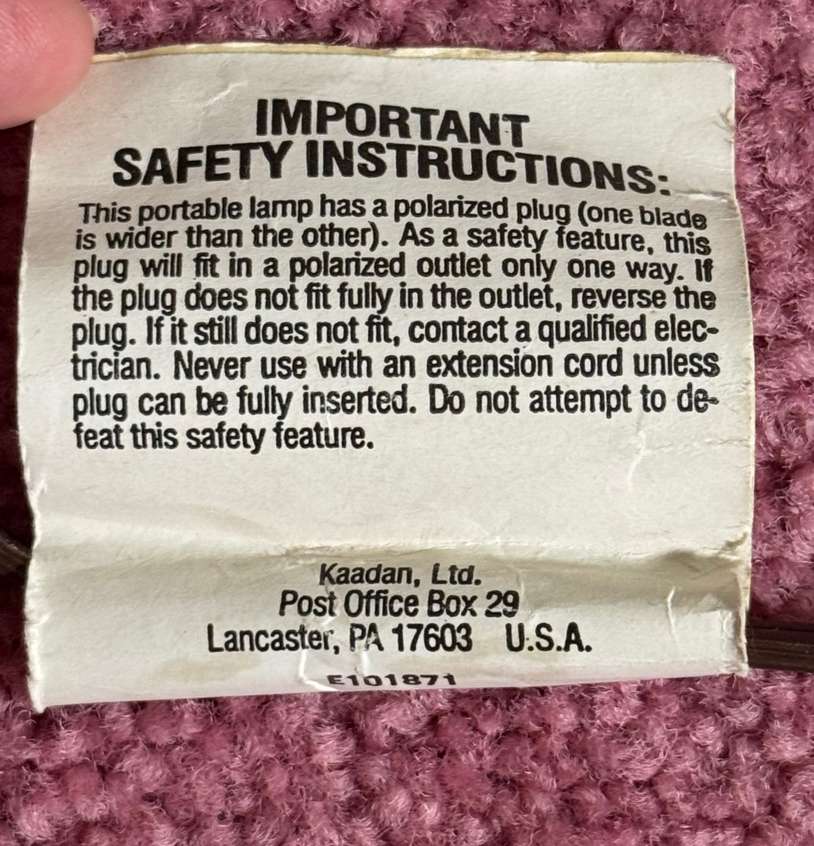 IMPORTANT
SAFETY INSTRUCTIONS:
This portable lamp has a polarized plug (one blade
is wider than the other). As a safety feature, this
plug will fit in a polarized outlet only one way. If
the plug does not fit fully in the outlet, reverse the
plug. If it still does not fit, contact a qualified elec-
trician. Never use with an extension cord unless
plug can be fully inserted. Do not attempt to de-
feat this safety feature.
Kaadan, Ltd.
Post Office Box 29
Lancaster, PA 17603 U.S.A.
E101871